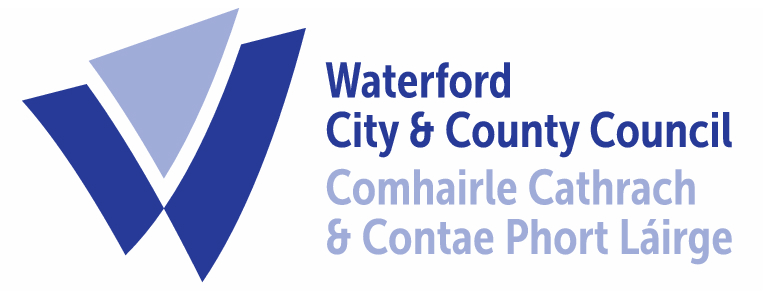 Waterford
City & County Council
Comhairle Cathrach
& Contae Phort Láirge